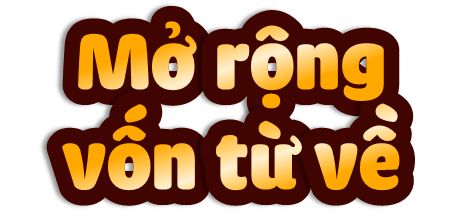 Mở rộng
vốn từ về